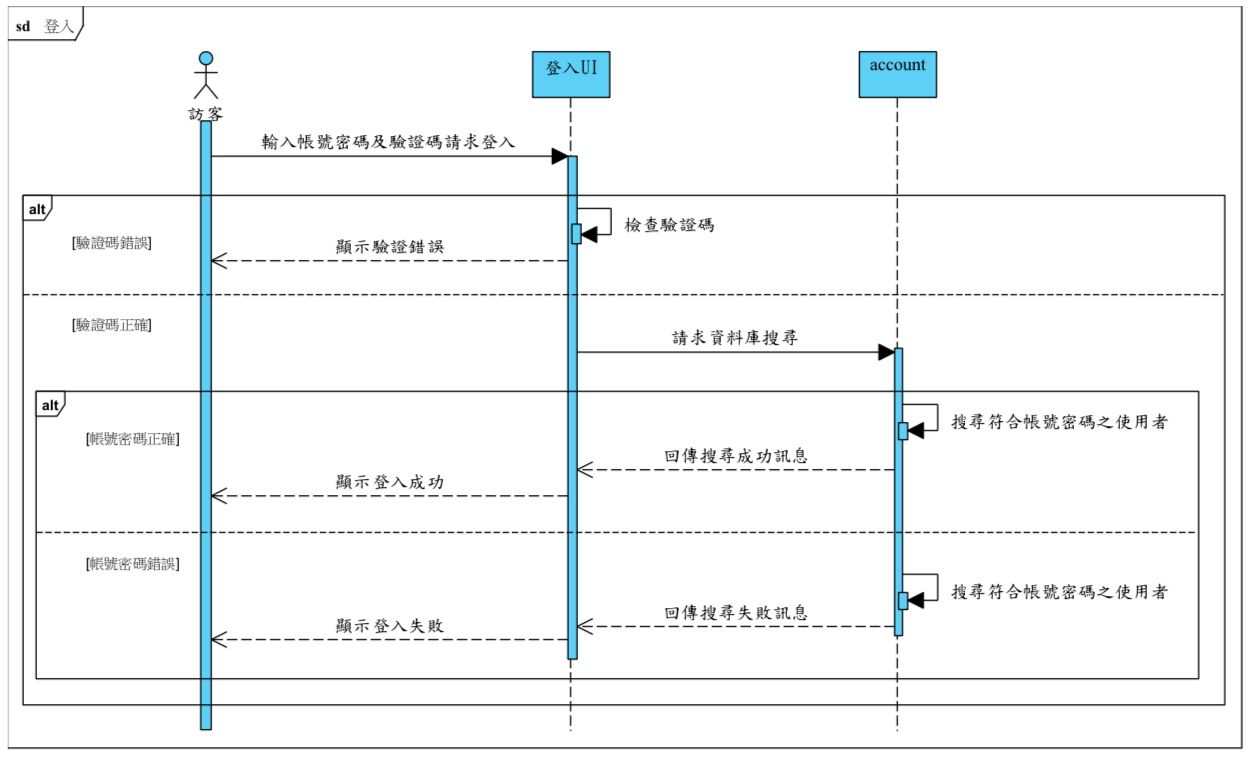 sd 登入
登入UI
account
訪客
輸入帳號密碼及驗證碼請求登入
alt
檢查驗證碼
[驗證碼錯誤]
顯示驗證錯誤
[驗證碼正確]
請求資料庫搜尋
alt
搜尋符合帳號密碼之使用者
[帳號密碼正確]
回傳搜尋成功訊息
顯示登入成功
[帳號密碼錯誤]
搜尋符合帳號密碼之使用者
回傳搜尋失敗訊息
顯示登入失敗